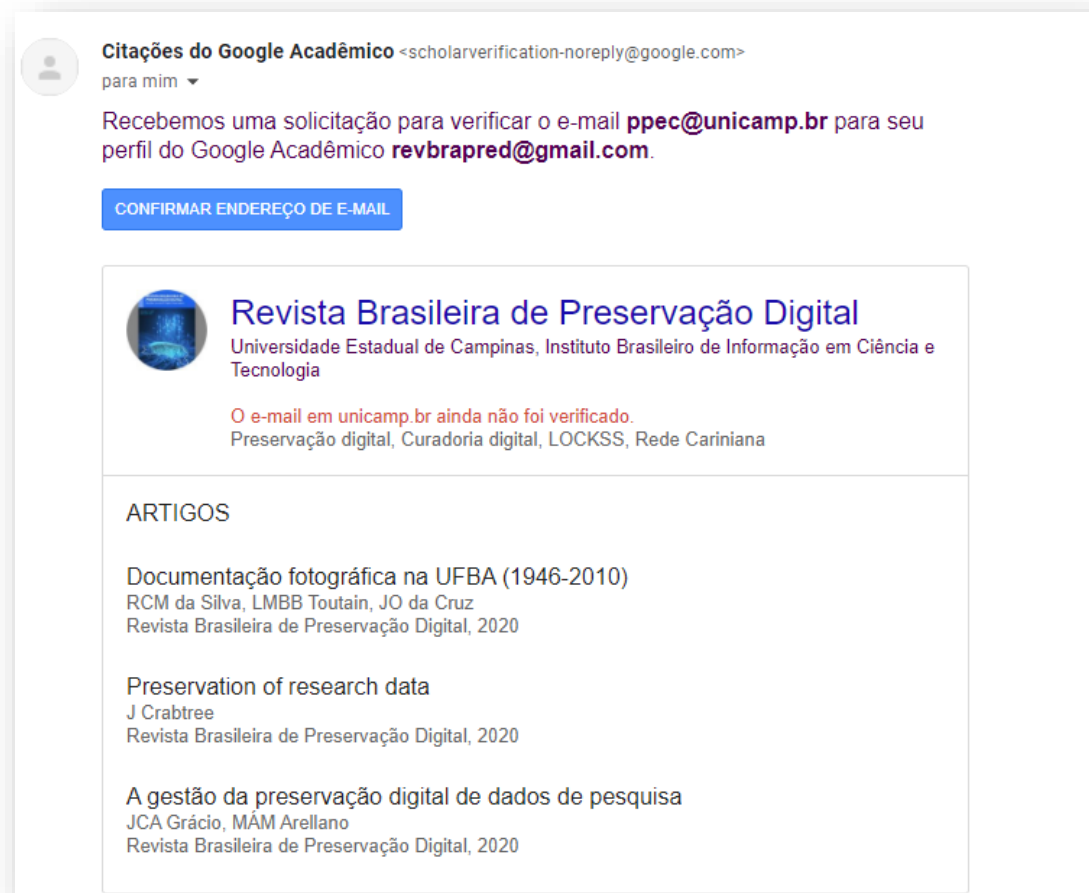 Citações do Google Acadêmico <scholarverification-noreply@google.com>
para mim
Recebemos uma solicitação para verificar o e-mail ppec@unicamp.br para seu
perfil do Google Acadêmico revbrapred@gmail.com.
CONFIRMAR ENDEREÇO DE E-MAIL
Revista Brasileira de Preservação Digital
Universidade Estadual de Campinas, Instituto Brasileiro de Informação em Ciência e
Tecnologia
O e-mail em unicamp.br ainda não foi verificado.
Preservação digital, Curadoria digital, LOCKSS, Rede Cariniana
ARTIGOS
Documentação fotográfica na UFBA (1946-2010)
RCM da Silva, LMBB Toutain, JO da Cruz
Revista Brasileira de Preservação Digital, 2020
Preservation of research data
J Crabtree
Revista Brasileira de Preservação Digital, 2020
A gestão da preservação digital de dados de pesquisa
JCA Grácio, MÁM Arellano
Revista Brasileira de Preservação Digital, 2020